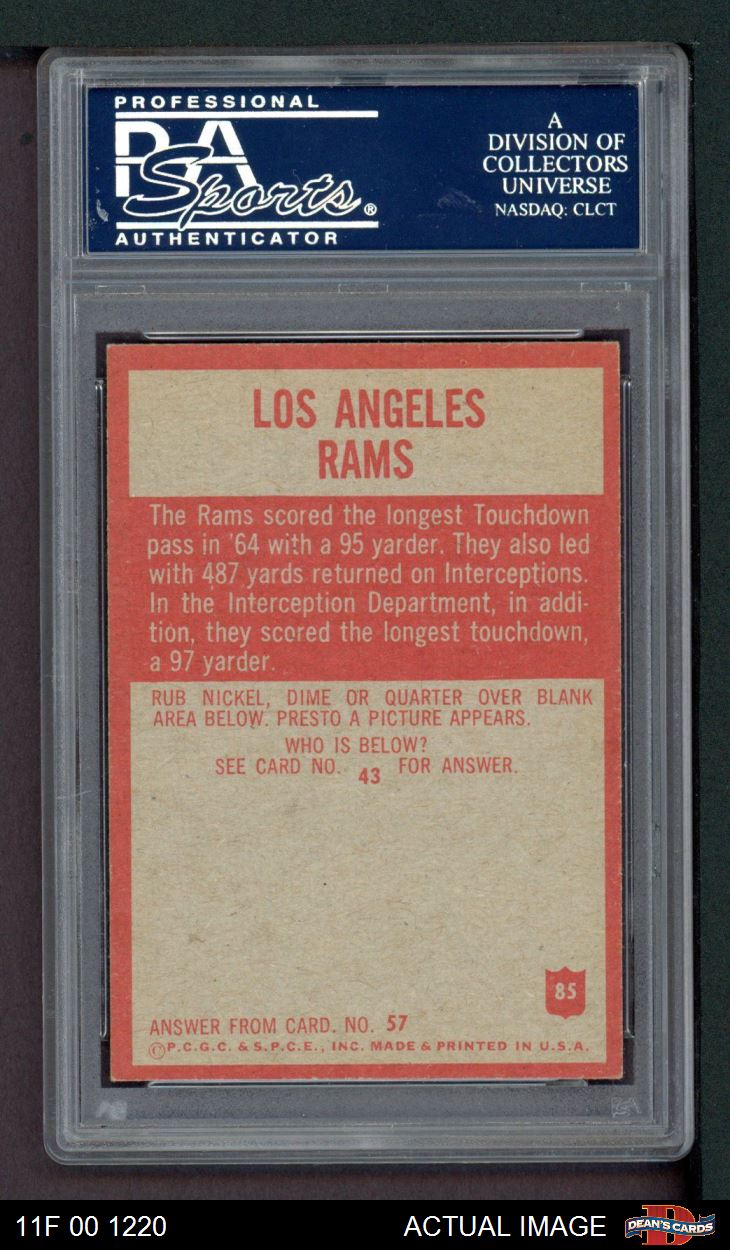 PROFESSIONAL
PSA
Sports®
AUTHENTICATOR
A
DIVISION OF
COLLECTORS
UNIVERSE
NASDAQ: CLCT
LOS ANGELES
RAMS
The Rams scored the longest Touchdown
pass in '64 with a 95 yarder. They also led
with 487 yards returned on Interceptions.
In the Interception Department, in addi-
tion, they scored the longest touchdown,
a 97 yarder.
RUB NICKEL, DIME OR QUARTER OVER BLANK
AREA BELOW. PRESTO A PICTURE APPEARS.
WHO IS BELOW?
SEE CARD NO. 43 FOR ANSWER.
85
ANSWER FROM CARD. NO. 57
©P.C.G.C. & S.P.C.E., INC. MADE & PRINTED IN U.S.A.
11F 00 1220
ACTUAL IMAGE
DEAN'S CARDS